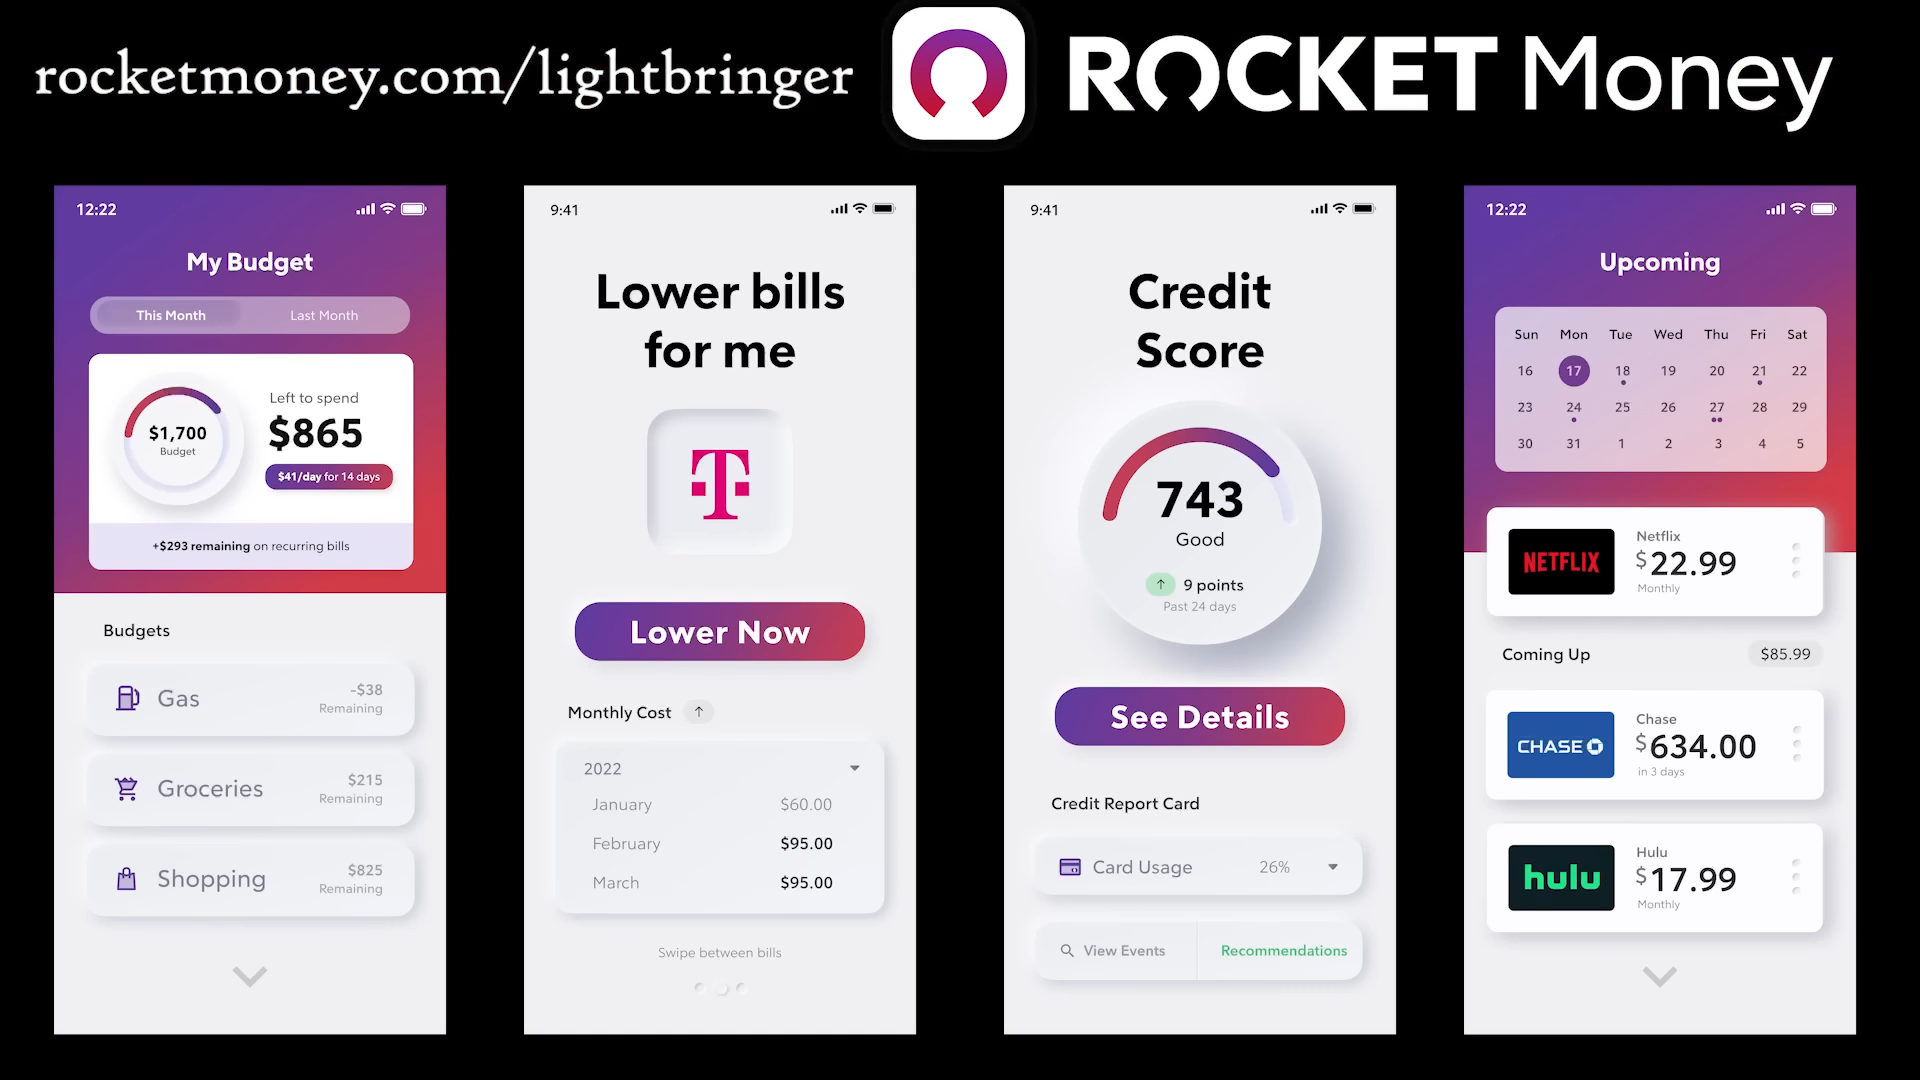 rocketmoney.com/lightbringer
ROCKET Money
12:22
My Budget
This Month
Last Month
$1,700
Budget
Left to spend
$865
$41/day for 14 days
+$293 remaining on recurring bills
Budgets
Gas
-$38
Remaining
Groceries
$215
Remaining
Shopping
$825
Remaining
9:41
Lower bills
for me
T
Lower Now
Monthly Cost ↑
2022
January $60.00
February $95.00
March $95.00
Swipe between bills
9:41
Credit
Score
743
Good
↑ 9 points
Past 24 days
See Details
Credit Report Card
Card Usage 26%
View Events
Recommendations
12:22
Upcoming
Sun Mon Tue Wed Thu Fri Sat
16 17 18 19 20 21 22
23 24 25 26 27 28 29
30 31 1 2 3 4 5
NETFLIX
Netflix
$22.99
Monthly
Coming Up $85.99
CHASE
Chase
$634.00
in 3 days
hulu
Hulu
$17.99
Monthly